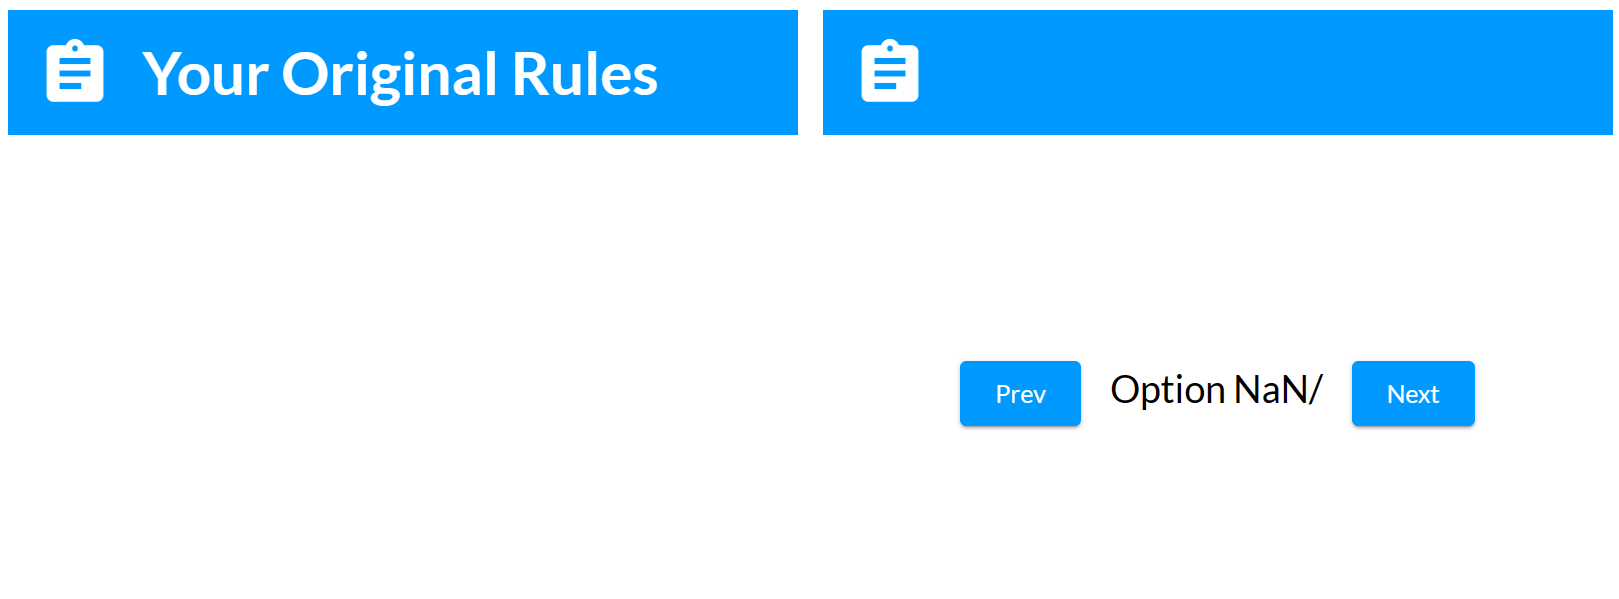 Your Original Rules
Prev
Option NaN/
Next